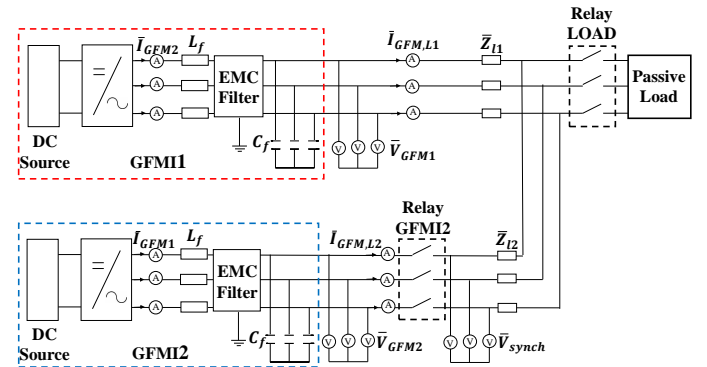 Relay
LOAD
Ī_GFM2 L_f Ī_GFM,L1 Z̄_l1
A A
= EMC Filter A A Passive Load
A A
DC Source C_f V V V V̄_GFM1
GFMI1
Relay
GFMI2
Ī_GFM1 L_f Ī_GFM,L2 Z̄_l2
A A
= EMC Filter A A
A A
DC Source C_f V V V V̄_GFM2 V V V V̄_synch
GFMI2